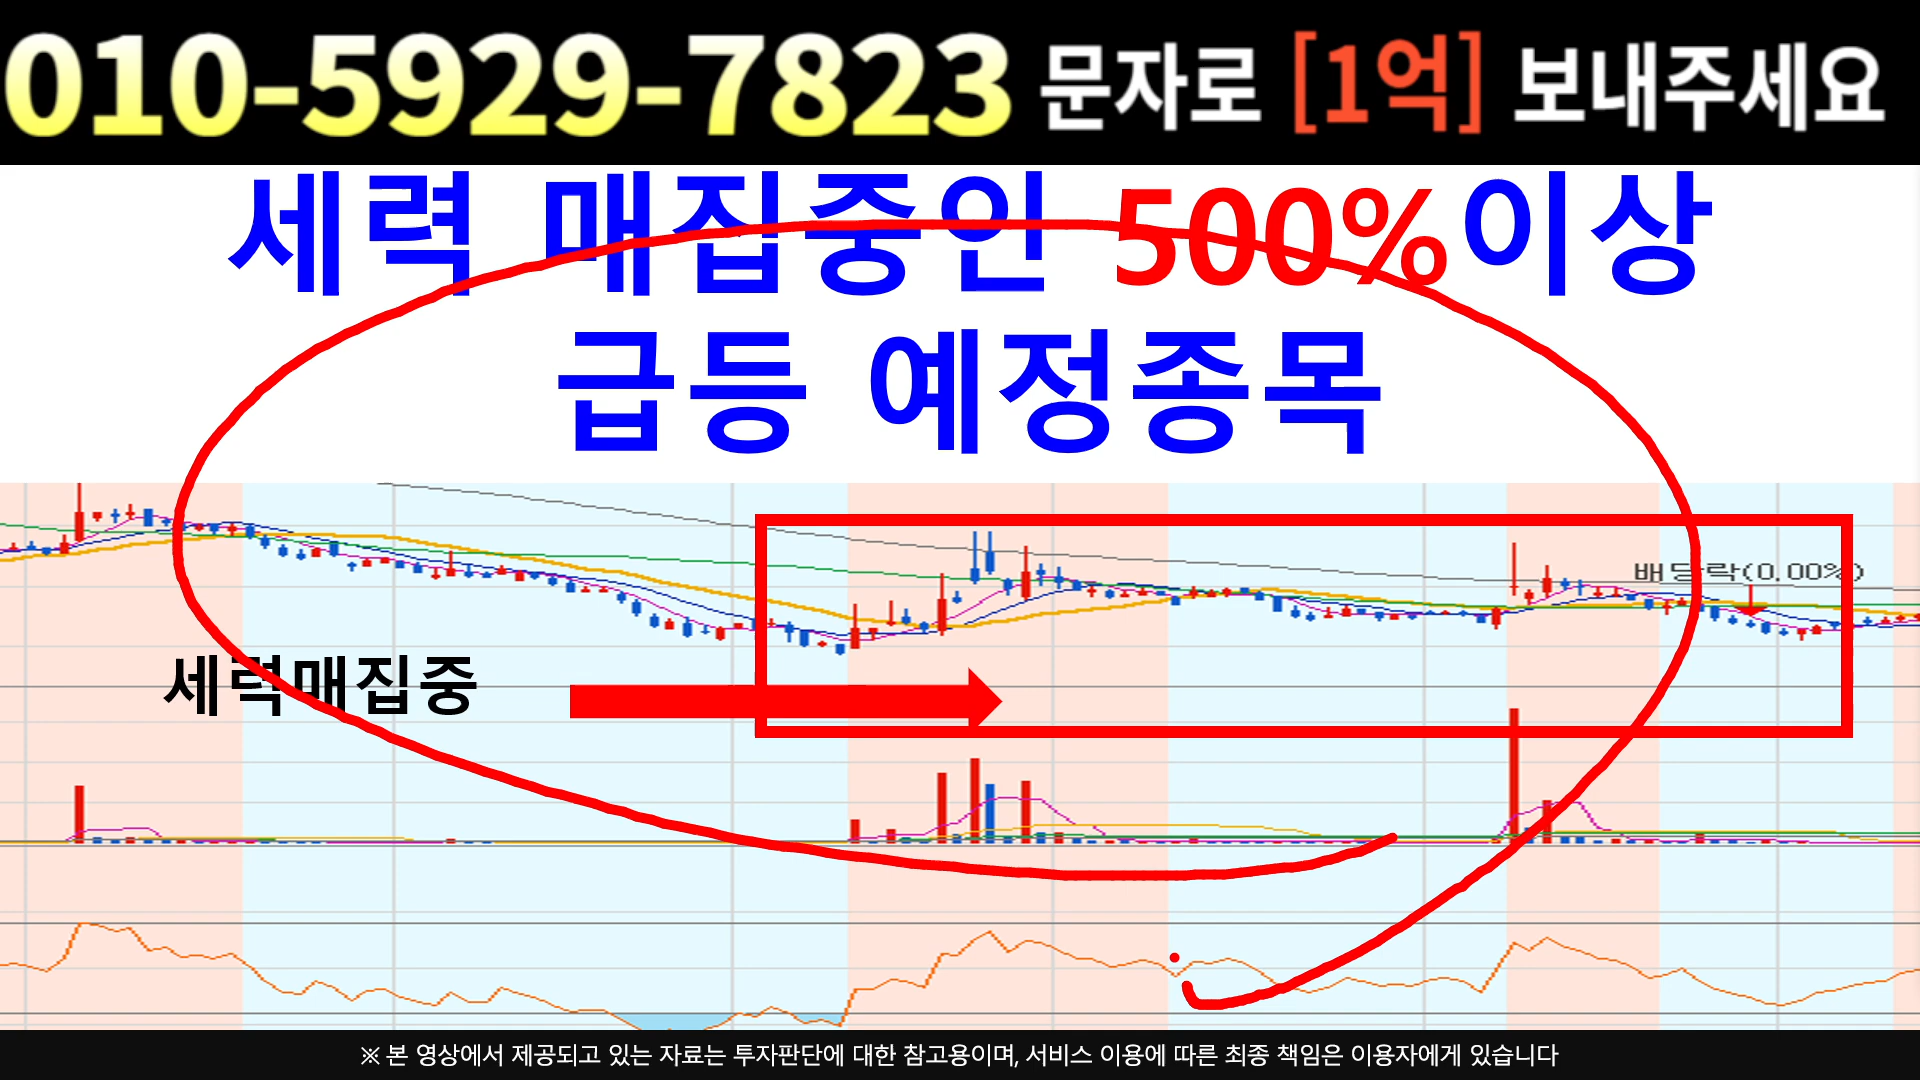 010-5929-7823 문자로 [1억] 보내주세요
세력 매집중인 500%이상
급등 예정종목
배당락(0.00%)
세력매집중
※ 본 영상에서 제공되고 있는 자료는 투자판단에 대한 참고용이며, 서비스 이용에 따른 최종 책임은 이용자에게 있습니다